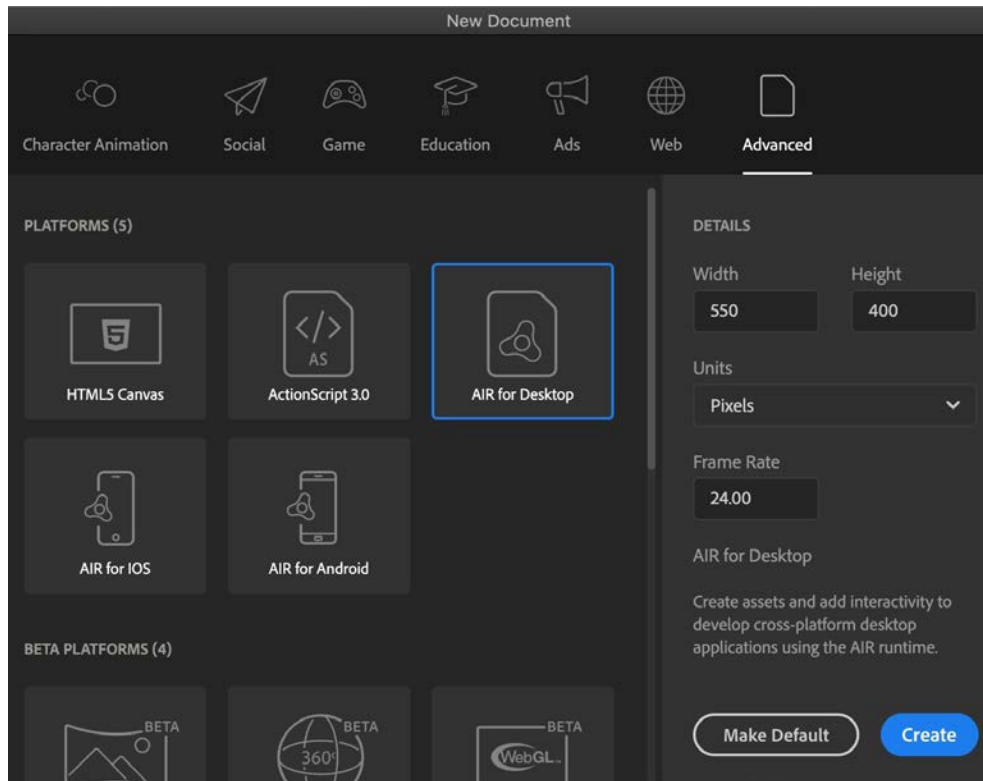 New Document
Character Animation
Social
Game
Education
Ads
Web
Advanced
PLATFORMS (5)
5
HTML5 Canvas
</>
AS
ActionScript 3.0
AIR for Desktop
AIR for IOS
AIR for Android
BETA PLATFORMS (4)
BETA
BETA
360°
BETA
WebGL
DETAILS
Width
Height
550
400
Units
Pixels
Frame Rate
24.00
AIR for Desktop
Create assets and add interactivity to
develop cross-platform desktop
applications using the AIR runtime.
Make Default
Create